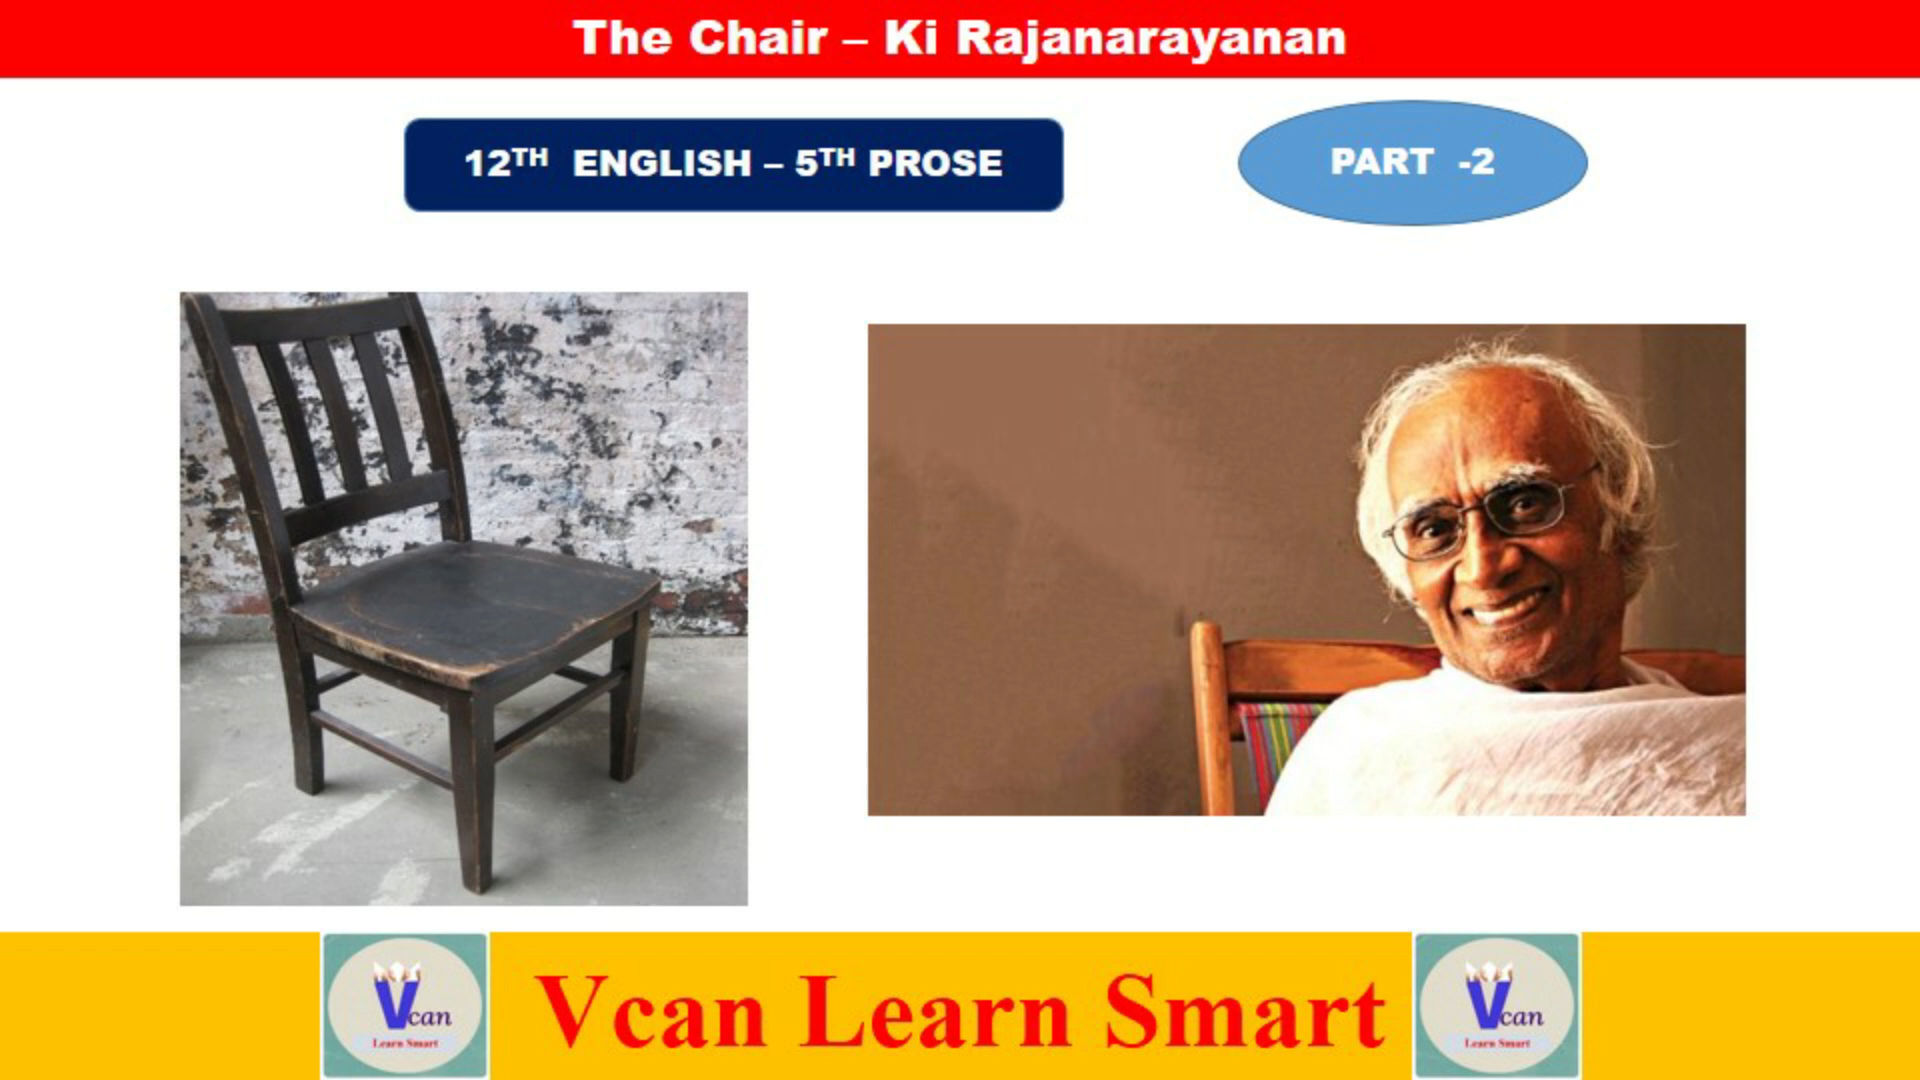 The Chair – Ki Rajanarayanan
12TH ENGLISH – 5TH PROSE
PART -2
Vcan
Learn Smart
Vcan Learn Smart
Vcan
Learn Smart